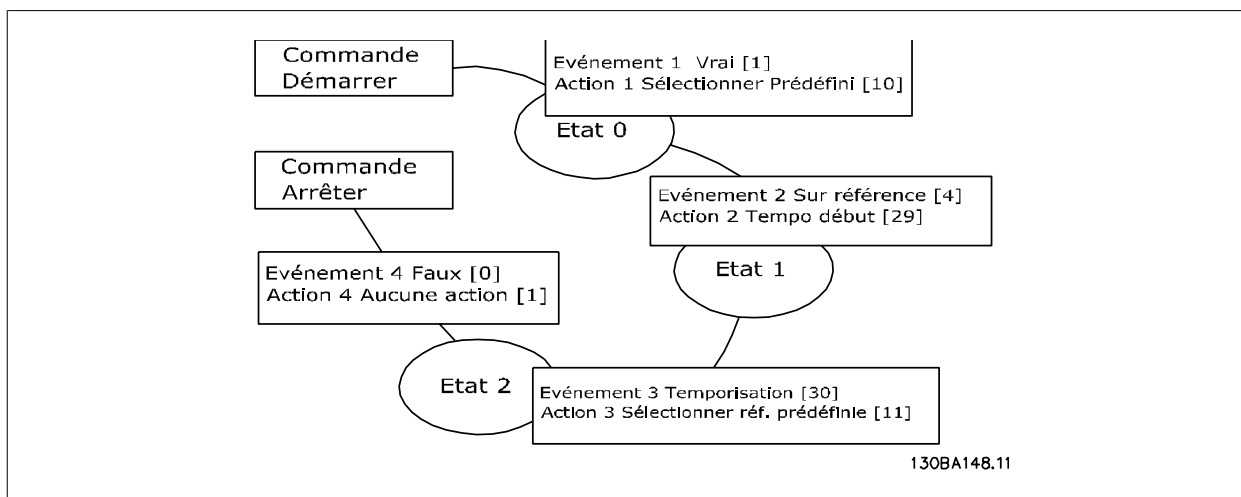 Commande
Démarrer
Evénement 1 Vrai [1]
Action 1 Sélectionner Prédéfini [10]
Etat 0
Commande
Arrêter
Evénement 2 Sur référence [4]
Action 2 Tempo début [29]
Etat 1
Evénement 4 Faux [0]
Action 4 Aucune action [1]
Etat 2
Evénement 3 Temporisation [30]
Action 3 Sélectionner réf. prédéfinie [11]
130BA148.11